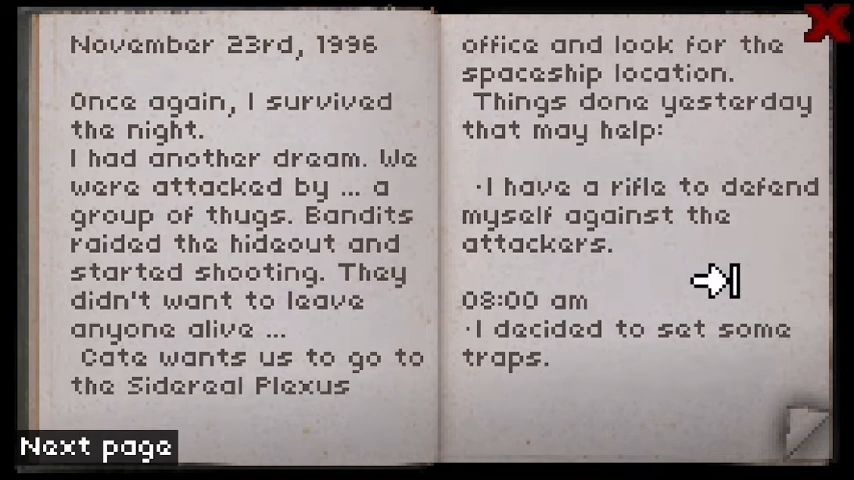 November 23rd, 1996
Once again, I survived
the night.
I had another dream. We
were attacked by ... a
group of thugs. Bandits
raided the hideout and
started shooting. They
didn't want to leave
anyone alive ...
Cate wants us to go to
the Sidereal Plexus
office and look for the
spaceship location.
Things done yesterday
that may help:
·I have a rifle to defend
myself against the
attackers.
08:00 am
·I decided to set some
traps.
Next page